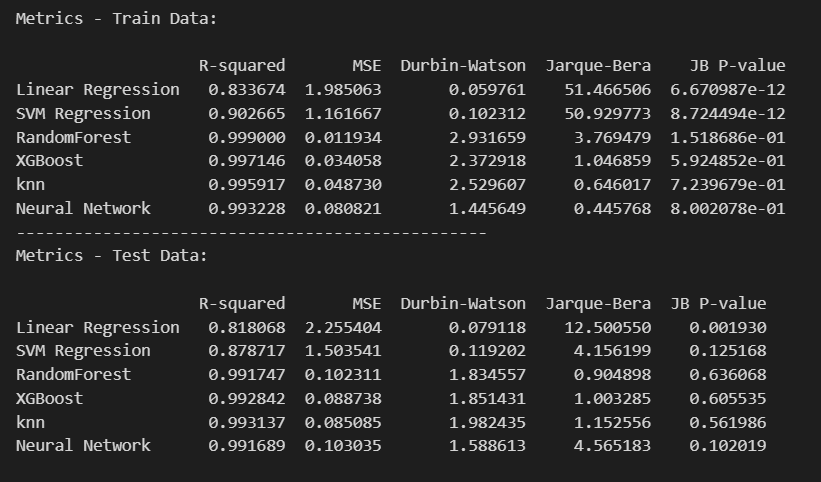 Metrics - Train Data:
R-squared MSE Durbin-Watson Jarque-Bera JB P-value
Linear Regression 0.833674 1.985063 0.059761 51.466506 6.670987e-12
SVM Regression 0.902665 1.161667 0.102312 50.929773 8.724494e-12
RandomForest 0.999000 0.011934 2.931659 3.769479 1.518686e-01
XGBoost 0.997146 0.034058 2.372918 1.046859 5.924852e-01
knn 0.995917 0.048730 2.529607 0.646017 7.239679e-01
Neural Network 0.993228 0.080821 1.445649 0.445768 8.002078e-01
-------------------------------------------------
Metrics - Test Data:
R-squared MSE Durbin-Watson Jarque-Bera JB P-value
Linear Regression 0.818068 2.255404 0.079118 12.500550 0.001930
SVM Regression 0.878717 1.503541 0.119202 4.156199 0.125168
RandomForest 0.991747 0.102311 1.834557 0.904898 0.636068
XGBoost 0.992842 0.088738 1.851431 1.003285 0.605535
knn 0.993137 0.085085 1.982435 1.152556 0.561986
Neural Network 0.991689 0.103035 1.588613 4.565183 0.102019